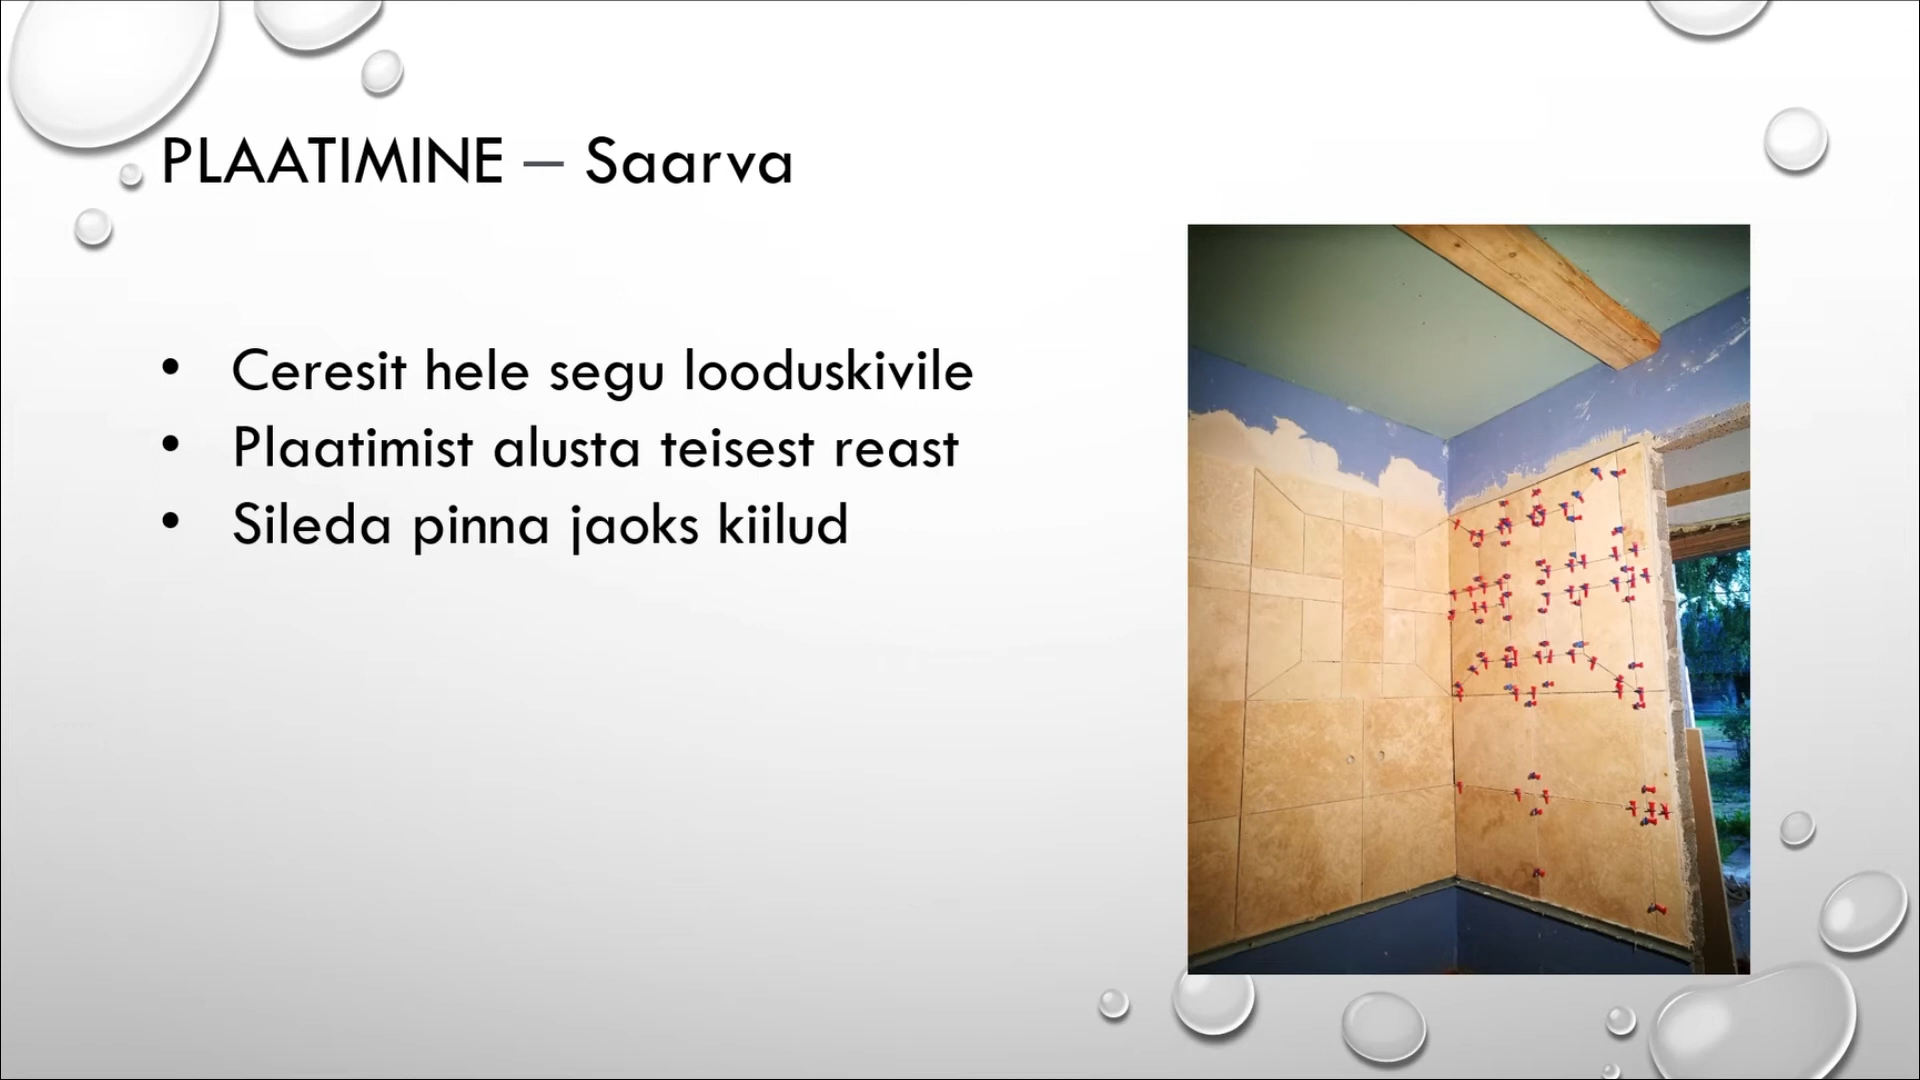 PLAATIMINE – Saarva
• Ceresit hele segu looduskivile
• Plaatimist alusta teisest reast
• Sileda pinna jaoks kiilud